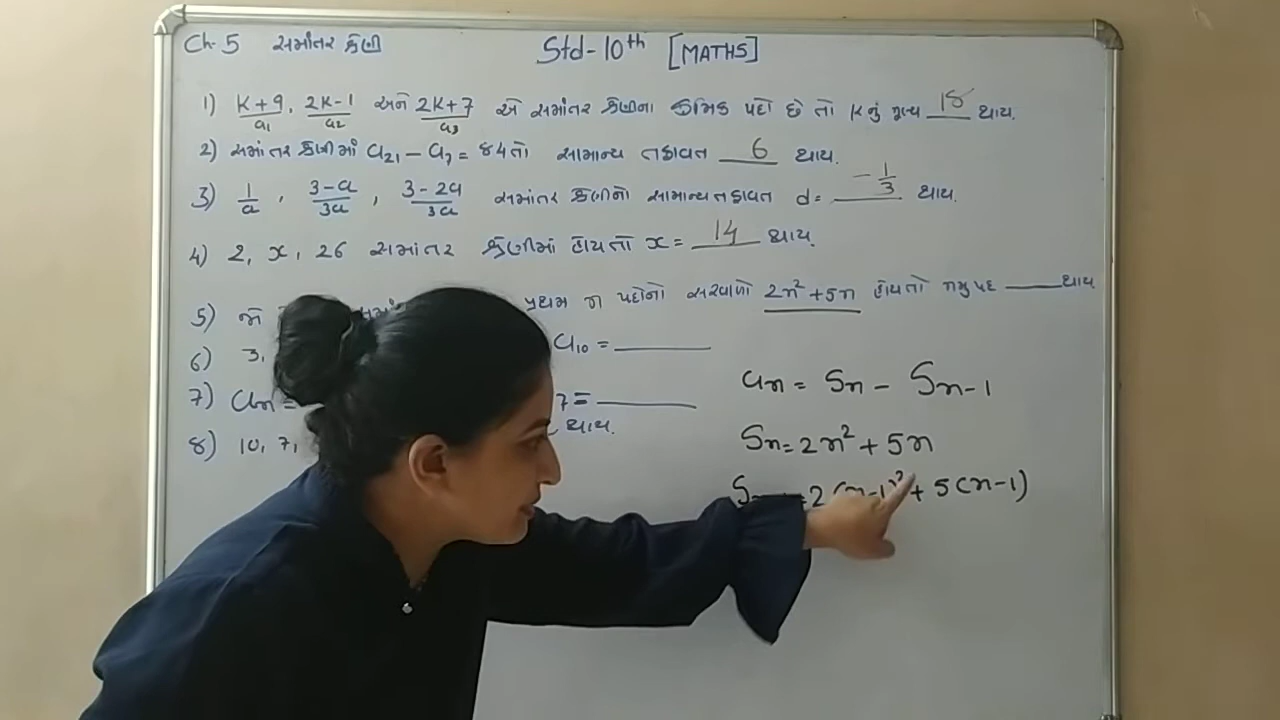 Ch. 5 સમાંતર શ્રેણી Std-10th [MATHS]
1) K+9, 2K-1 અને 2K+7 એ સમાંતર શ્રેણીના ક્રમિક પદો છે તો K નું મૂલ્ય 18 થાય.
a1 a2 a3
2) સમાંતર શ્રેણીમાં a21 - a7 = 84 તો સામાન્ય તફાવત 6 થાય.
3) 1/a , 3-a/3a , 3-2a/3a સમાંતર શ્રેણીનો સામાન્ય તફાવત d= -1/3 થાય.
4) 2, x, 26 સમાંતર શ્રેણીમાં હોય તો x = 14 થાય.
5) જો પ્રથમ n પદોનો સરવાળો 2n²+5n હોય તો nમુ પદ ____ થાય
6) 3, a10 = ____
7) an = 7 = ____
8) 10, 7, થાય.
an = Sn - Sn-1
Sn = 2n² + 5n
S = 2(n-1)² + 5(n-1)